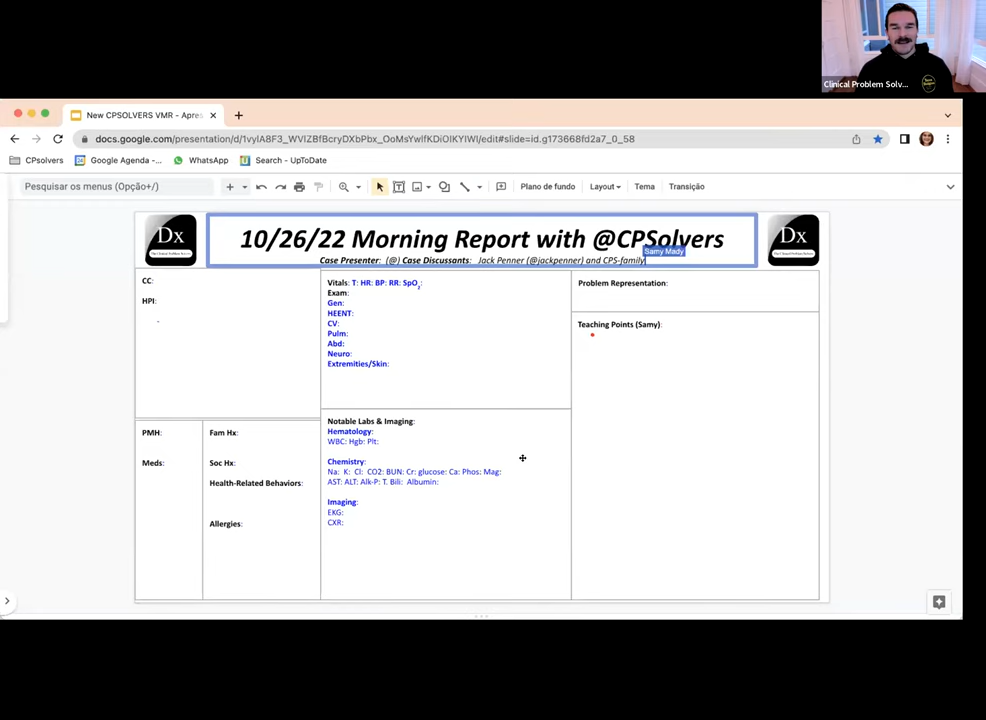 Clinical Problem Solv...
New CPSOLVERS VMR - Apres
docs.google.com/presentation/d/1vylA8F3_WVIZBfBcryDXbPbx_OoMsYwIfKDiOIKYIWI/edit#slide=id.g173668fd2a7_0_58
CPsolvers
Google Agenda -...
WhatsApp
Search - UpToDate
Pesquisar os menus (Opção+/)
Plano de fundo
Layout
Tema
Transição
Dx
10/26/22 Morning Report with @CPSolvers
Samy Mady
Case Presenter: (@) Case Discussants: Jack Penner (@jackpenner) and CPS-family
Dx
CC:
HPI:
-
PMH:
Meds:
Fam Hx:
Soc Hx:
Health-Related Behaviors:
Allergies:
Vitals: T: HR: BP: RR: SpO2:
Exam:
Gen:
HEENT:
CV:
Pulm:
Abd:
Neuro:
Extremities/Skin:
Notable Labs & Imaging:
Hematology:
WBC: Hgb: Plt:
Chemistry:
Na: K: Cl: CO2: BUN: Cr: glucose: Ca: Phos: Mag:
AST: ALT: Alk-P: T. Bili: Albumin:
Imaging:
EKG:
CXR:
Problem Representation:
Teaching Points (Samy):